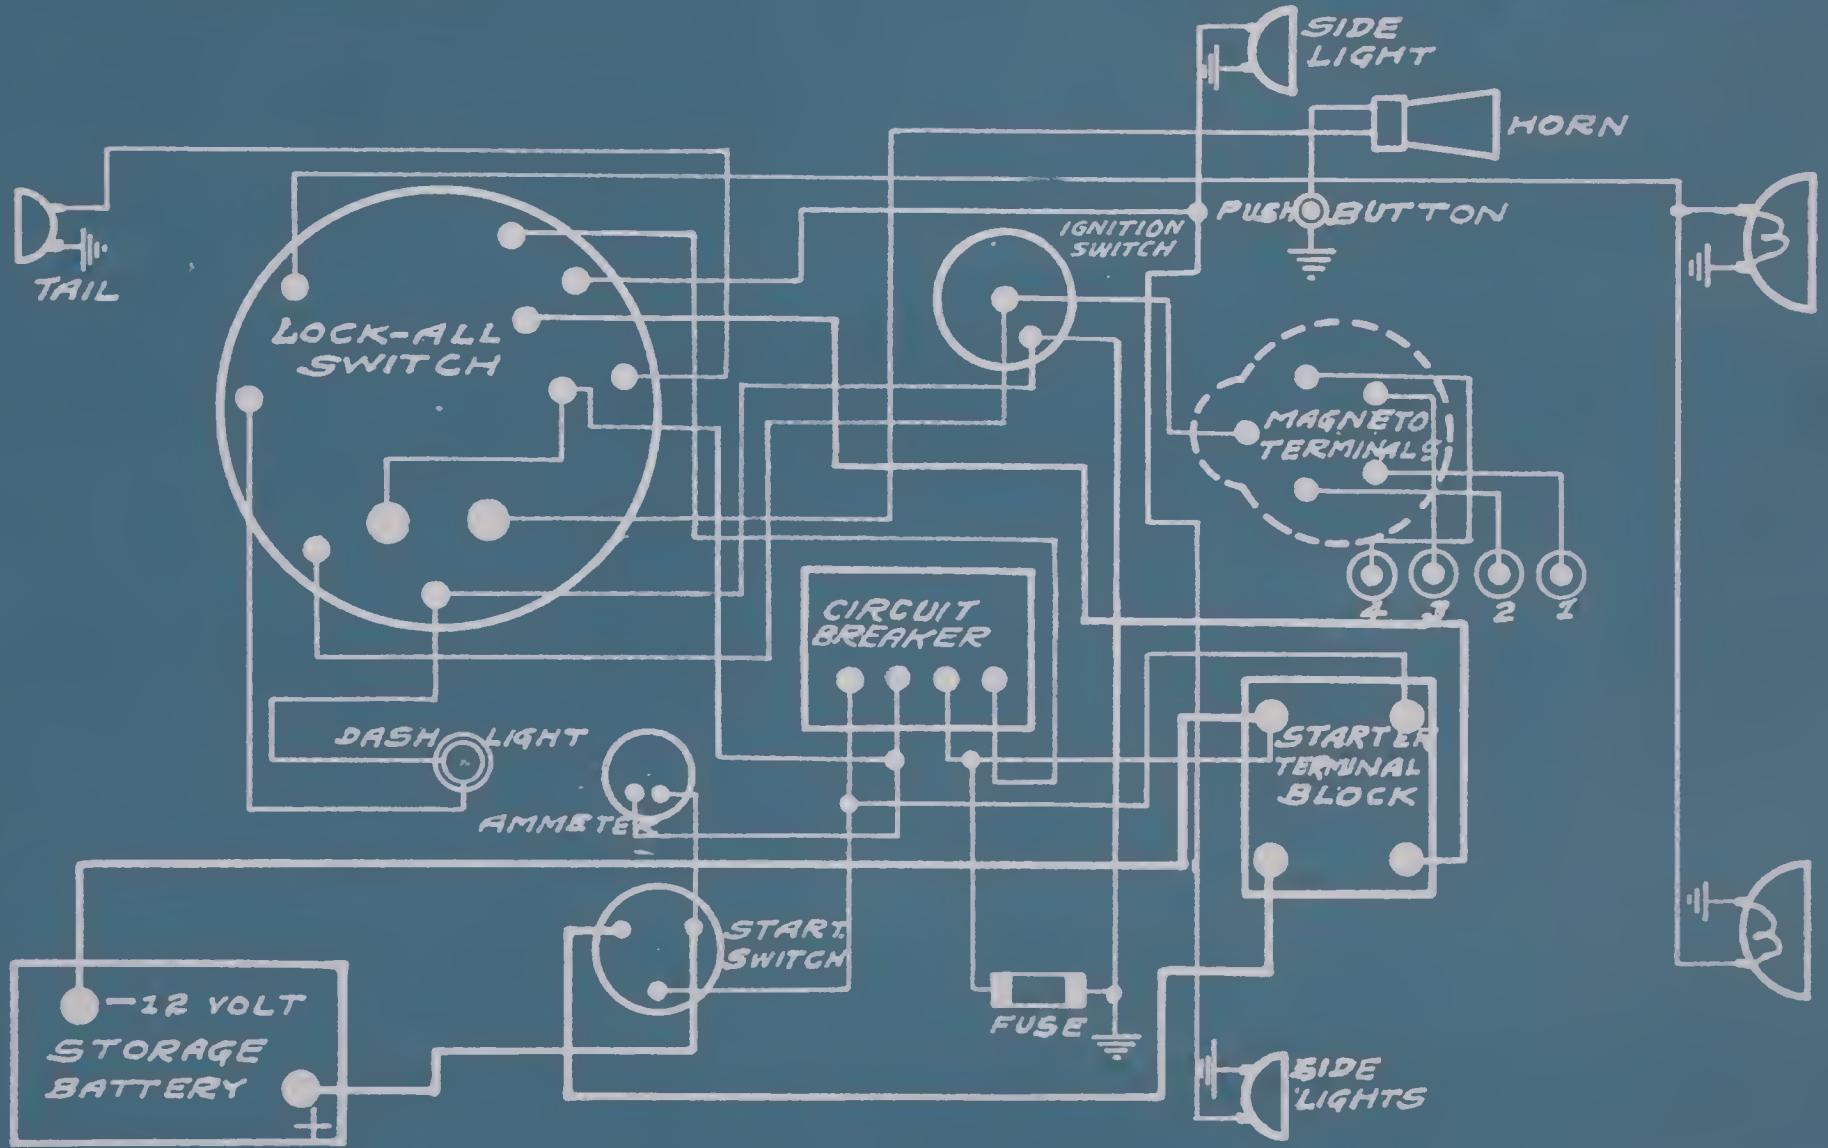 SIDE
LIGHT
HORN
PUSH BUTTON
IGNITION
SWITCH
TAIL
LOCK-ALL
SWITCH
MAGNETO
TERMINALS
4 3 2 1
CIRCUIT
BREAKER
DASH LIGHT
AMMETER
STARTER
TERMINAL
BLOCK
START.
SWITCH
-12 VOLT
STORAGE
BATTERY
+
FUSE
SIDE
LIGHTS